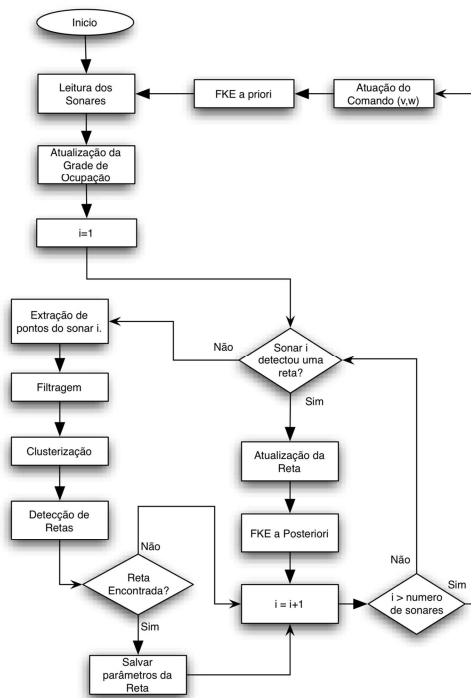 Inicio
Leitura dos
Sonares
FKE a priori
Atuação do
Comando (v,w)
Atualização da
Grade de
Ocupação
i=1
Extração de
pontos do sonar i.
Não
Sonar i
detectou uma
reta?
Sim
Filtragem
Clusterização
Atualização da
Reta
Detecção de
Retas
FKE a Posteriori
Não
Não
Reta
Encontrada?
i = i+1
i > numero
de sonares
Sim
Sim
Salvar
parâmetros da
Reta